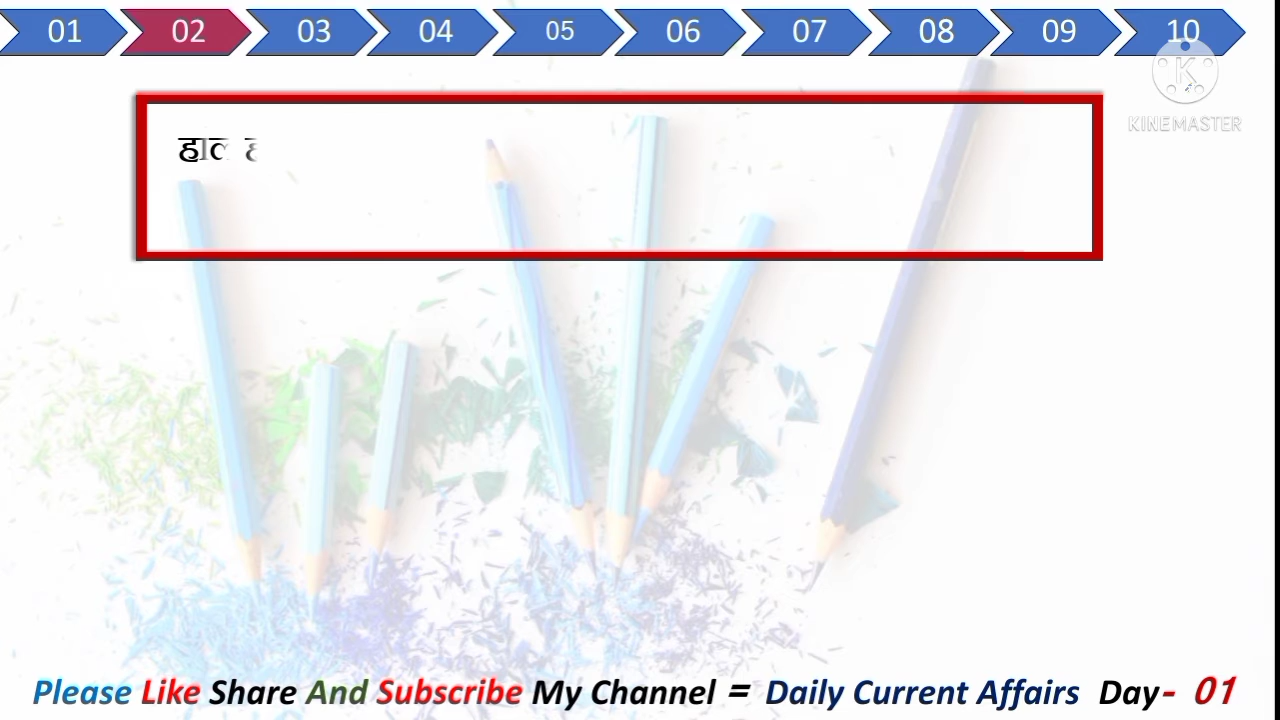 01 02 03 04 05 06 07 08 09 10
K
KINEMASTER
Please Like Share And Subscribe My Channel = Daily Current Affairs Day- 01